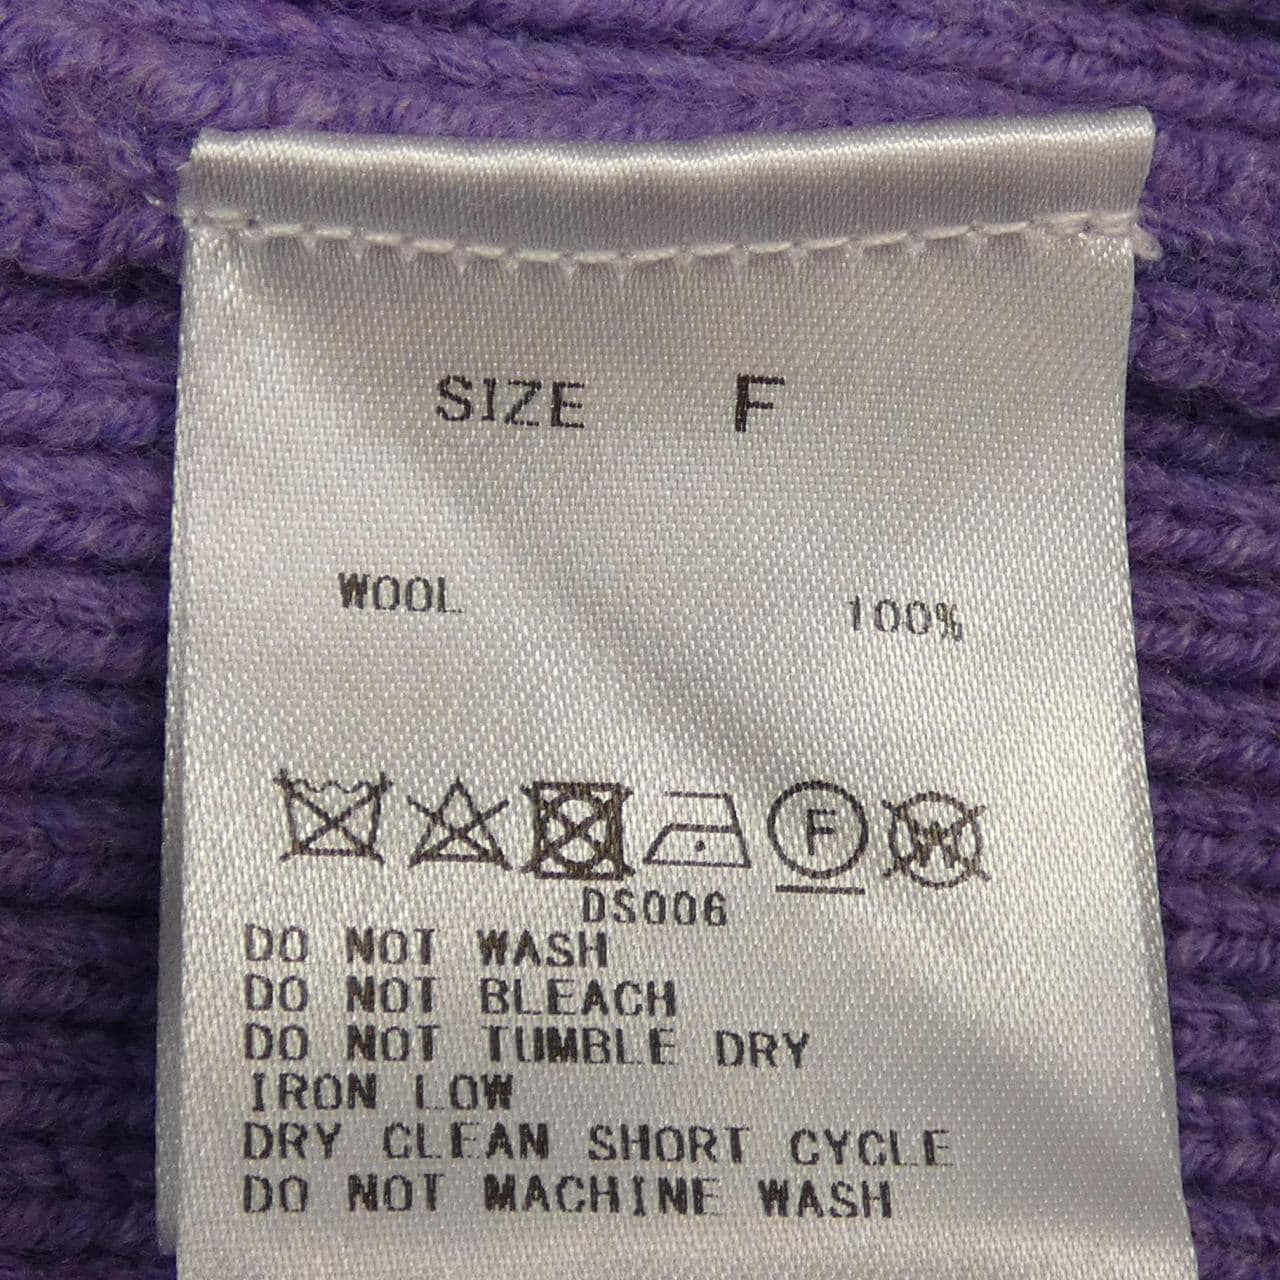 SIZE F
WOOL 100%
F W
DS006
DO NOT WASH
DO NOT BLEACH
DO NOT TUMBLE DRY
IRON LOW
DRY CLEAN SHORT CYCLE
DO NOT MACHINE WASH